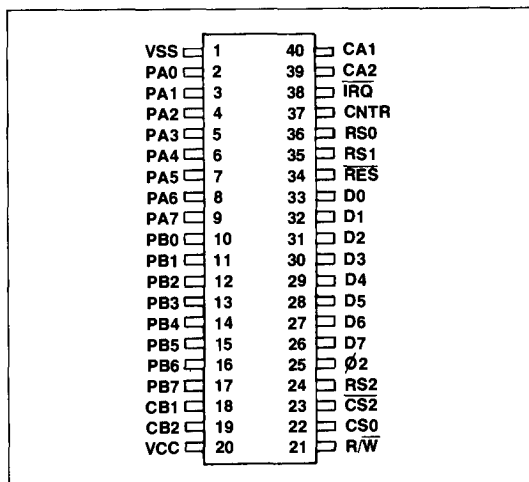 VSS 1 40 CA1
PA0 2 39 CA2
PA1 3 38 I̅R̅Q̅
PA2 4 37 CNTR
PA3 5 36 RS0
PA4 6 35 RS1
PA5 7 34 R̅E̅S̅
PA6 8 33 D0
PA7 9 32 D1
PB0 10 31 D2
PB1 11 30 D3
PB2 12 29 D4
PB3 13 28 D5
PB4 14 27 D6
PB5 15 26 D7
PB6 16 25 Ø2
PB7 17 24 RS2
CB1 18 23 C̅S̅2̅
CB2 19 22 CS0
VCC 20 21 R/W̅